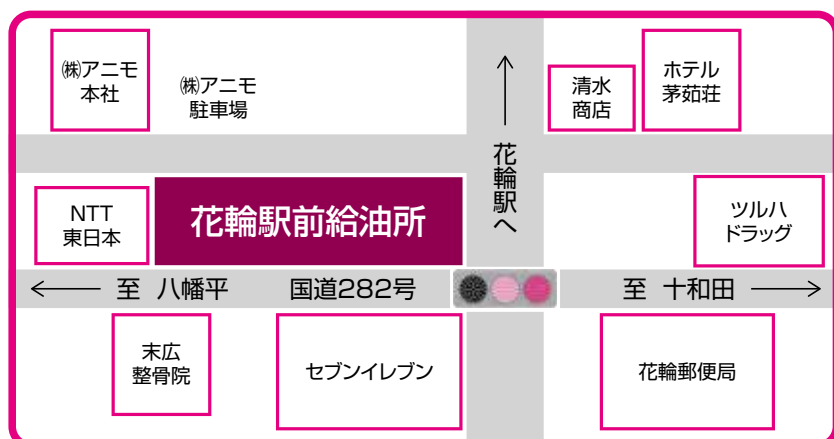 ㈱アニモ
本社
㈱アニモ
駐車場
清水
商店
ホテル
茅茹荘
花輪駅へ
NTT
東日本
花輪駅前給油所
ツルハ
ドラッグ
至 八幡平
国道282号
至 十和田
末広
整骨院
セブンイレブン
花輪郵便局